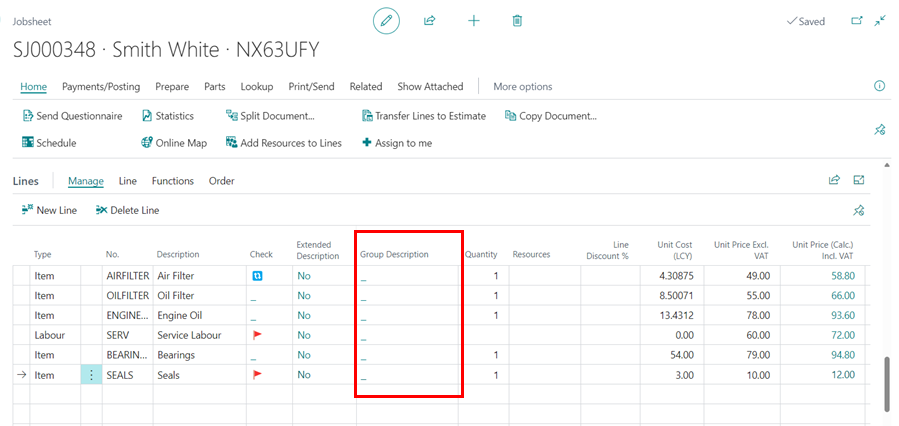 Jobsheet
Saved
SJ000348 · Smith White · NX63UFY
Home Payments/Posting Prepare Parts Lookup Print/Send Related Show Attached More options
Send Questionnaire Statistics Split Document... Transfer Lines to Estimate Copy Document...
Schedule Online Map Add Resources to Lines Assign to me
Lines Manage Line Functions Order
New Line Delete Line
Type No. Description Check Extended Description Group Description Quantity Resources Line Discount % Unit Cost (LCY) Unit Price Excl. VAT Unit Price (Calc.) Incl. VAT
Item AIRFILTER Air Filter No _ 1 4.30875 49.00 58.80
Item OILFILTER Oil Filter _ No _ 1 8.50071 55.00 66.00
Item ENGINE... Engine Oil _ No _ 1 13.4312 78.00 93.60
Labour SERV Service Labour No _ 0.00 60.00 72.00
Item BEARIN... Bearings _ No _ 1 54.00 79.00 94.80
Item SEALS Seals No _ 1 3.00 10.00 12.00